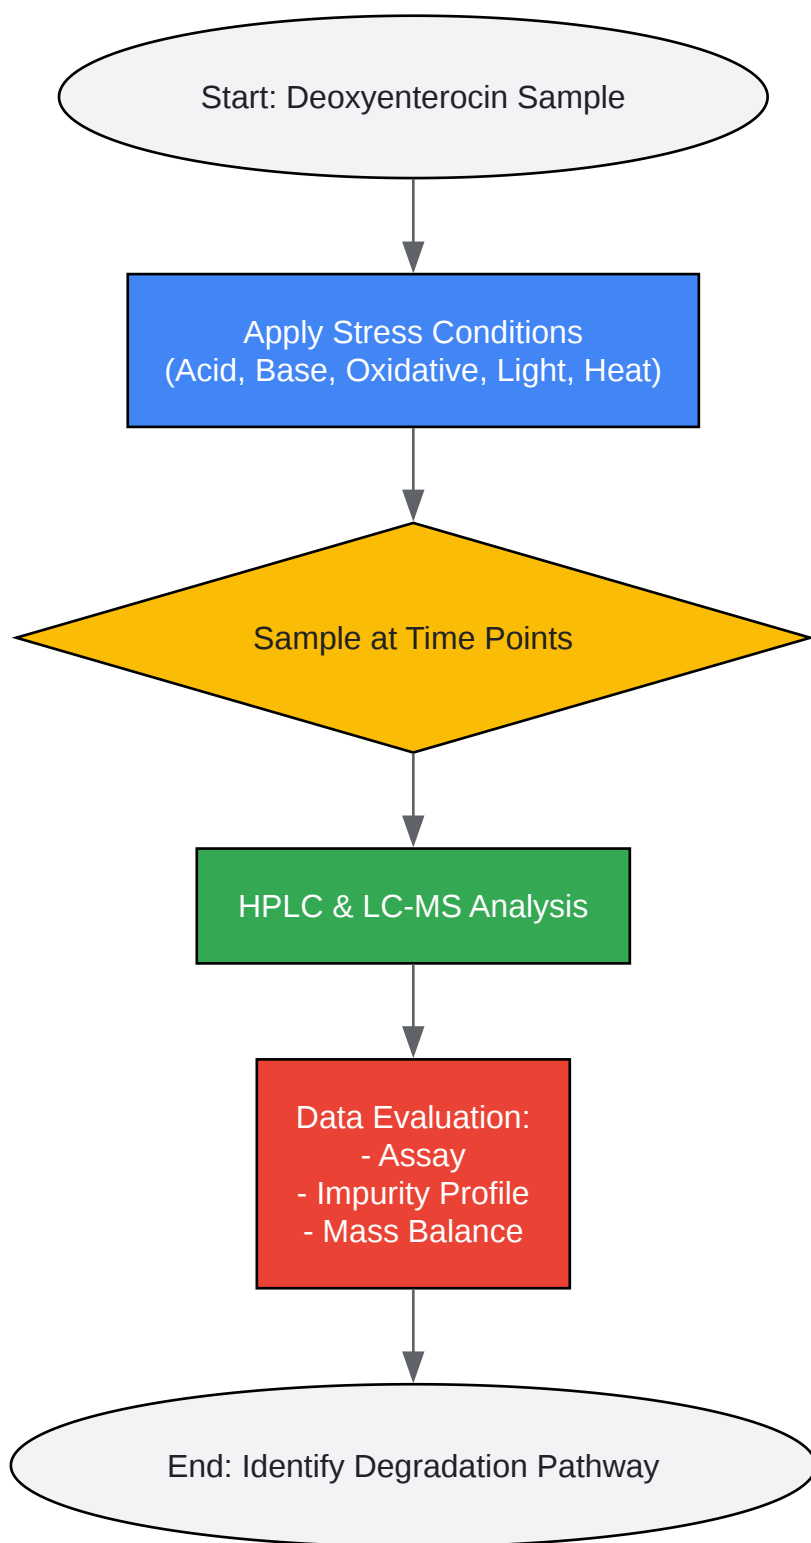 Start: Deoxyenterocin Sample
Apply Stress Conditions
(Acid, Base, Oxidative, Light, Heat)
Sample at Time Points
HPLC & LC-MS Analysis
Data Evaluation:
- Assay
- Impurity Profile
- Mass Balance
End: Identify Degradation Pathway